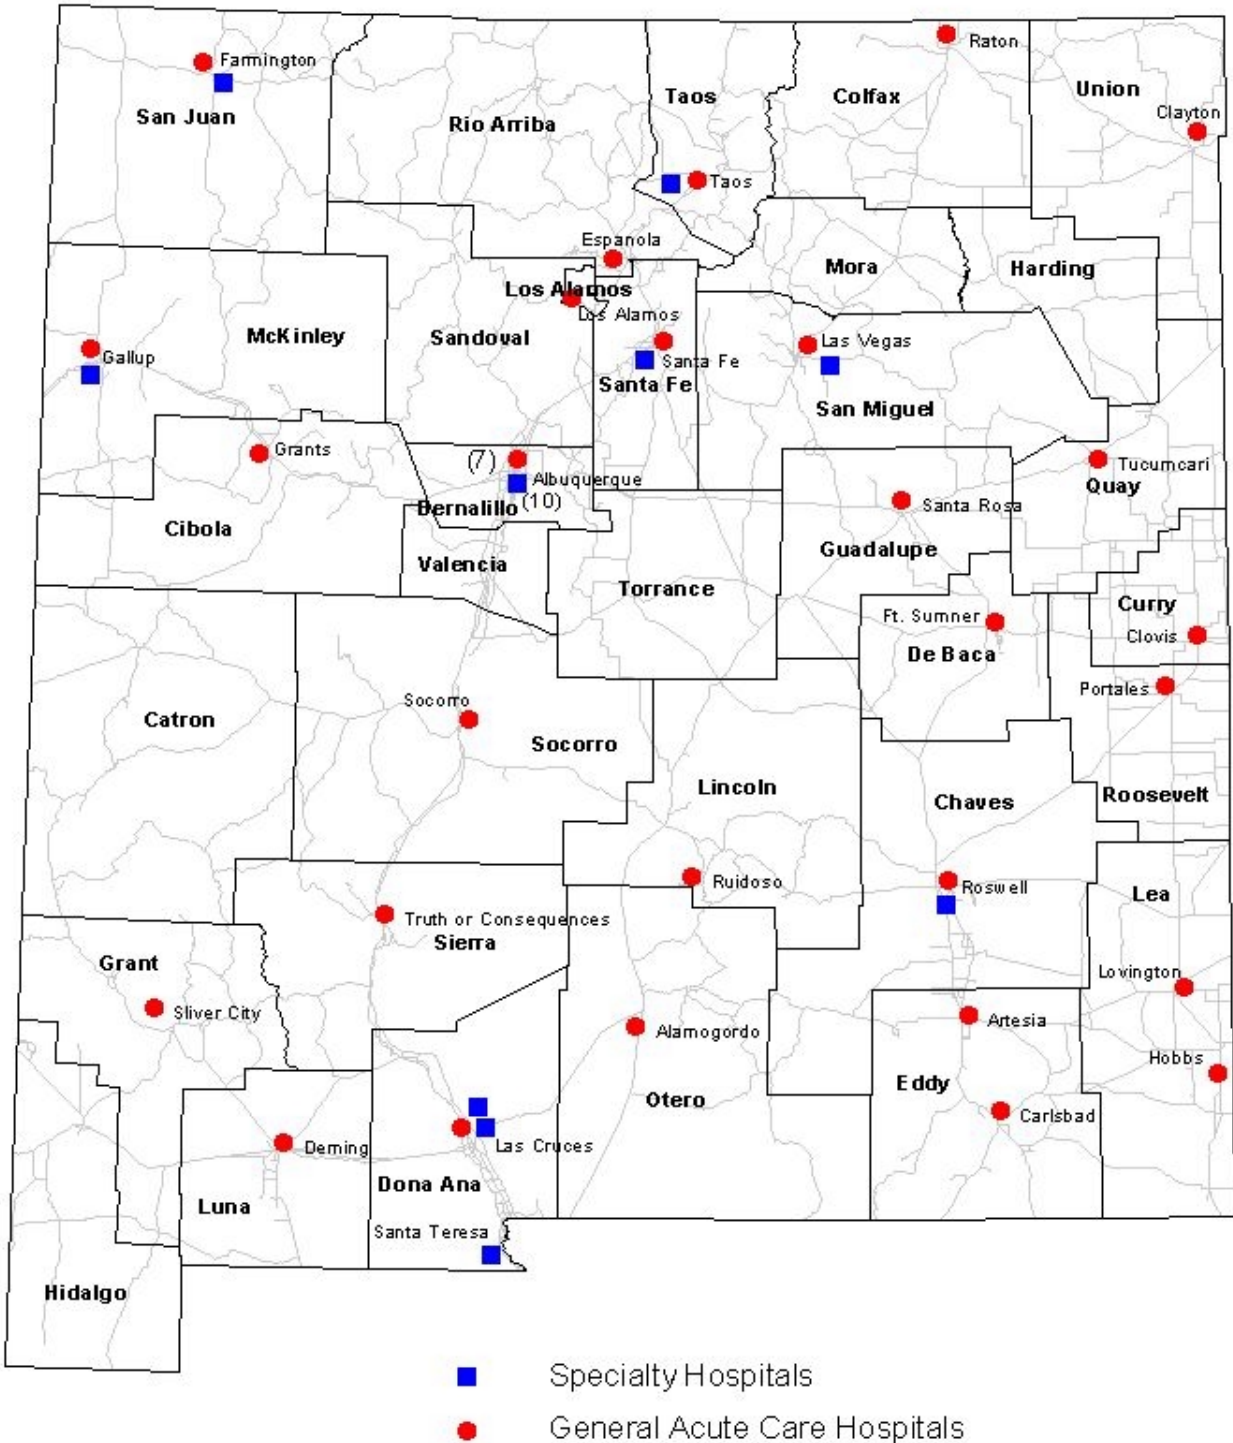 Farmington
Raton
San Juan
Taos
Colfax
Union
Rio Arriba
Clayton
Taos
Espanola
Mora
Harding
Los Alamos
Los Alamos
McKinley
Sandoval
Las Vegas
Gallup
Santa Fe
Santa Fe
San Miguel
Grants
(7)
Albuquerque
Tucumcari
Quay
Bernalillo
(10)
Santa Rosa
Cibola
Guadalupe
Valencia
Torrance
Curry
Ft. Sumner
Clovis
De Baca
Portales
Socorro
Catron
Socorro
Lincoln
Chaves
Roosevelt
Ruidoso
Roswell
Lea
Truth or Consequences
Sierra
Grant
Lovington
Sliver City
Artesia
Alamogordo
Hobbs
Eddy
Otero
Carlsbad
Deming
Las Cruces
Dona Ana
Luna
Santa Teresa
Hidalgo
Specialty Hospitals
General Acute Care Hospitals